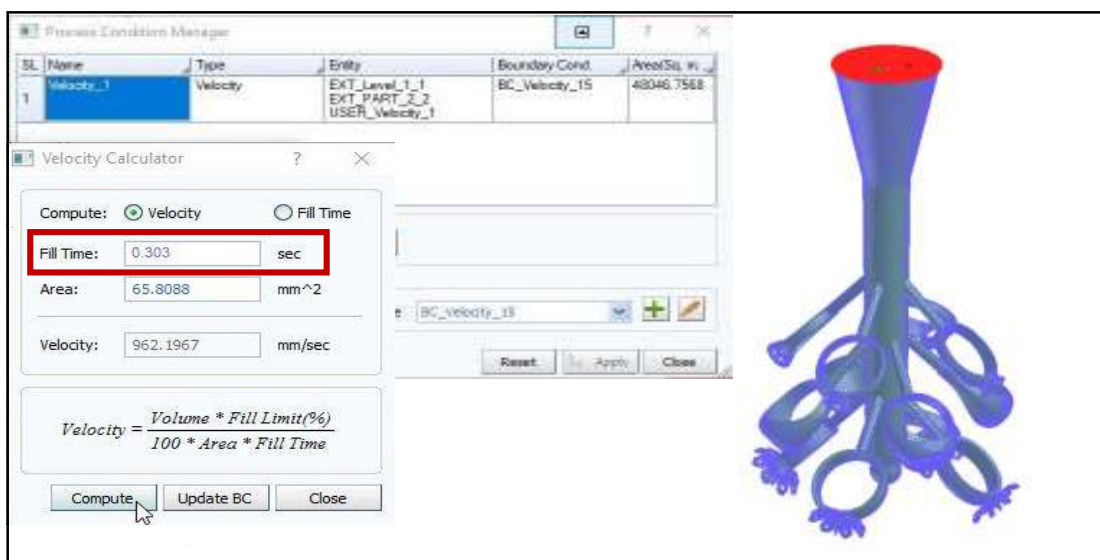 Process Condition Manager ? ×
SL Name Type Entity Boundary Cond. Area(Sq. m
1 Velocity_1 Velocity EXT_Level_1_1 BC_Velocity_15 48046.7568
EXT_PART_2_2
USER_Velocity_1
Velocity Calculator ? ×
Compute: Velocity Fill Time
Fill Time: 0.303 sec
Area: 65.8088 mm^2
Velocity: 962.1967 mm/sec
Velocity = Volume * Fill Limit(%)
100 * Area * Fill Time
Compute Update BC Close
e BC_Velocity_15
Reset Apply Close